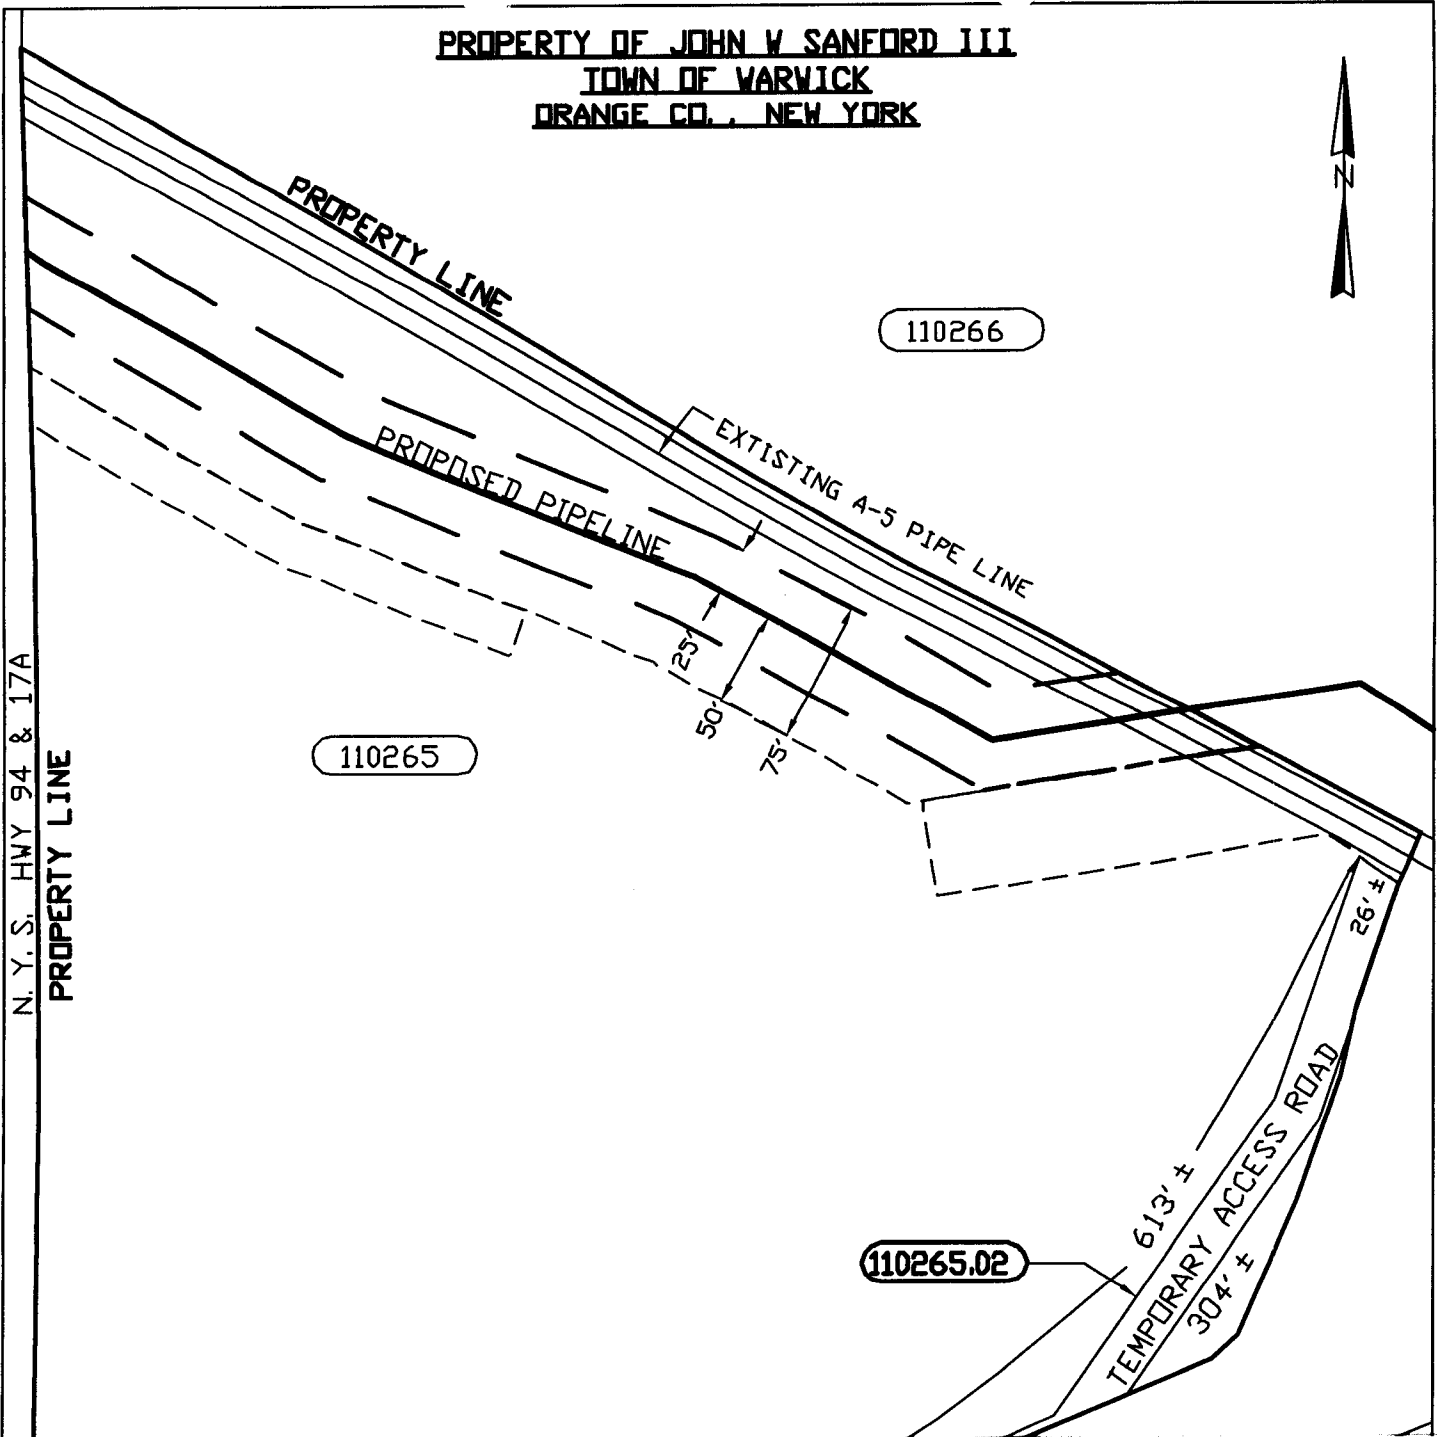 PROPERTY OF JOHN W SANFORD III
TOWN OF WARWICK
ORANGE CO., NEW YORK
N
PROPERTY LINE
110266
EXTISTING A-5 PIPE LINE
PROPOSED PIPELINE
25'
50'
75'
110265
N.Y.S. HWY 94 & 17A
PROPERTY LINE
26' ±
613' ±
TEMPORARY ACCESS ROAD
304' ±
110265.02